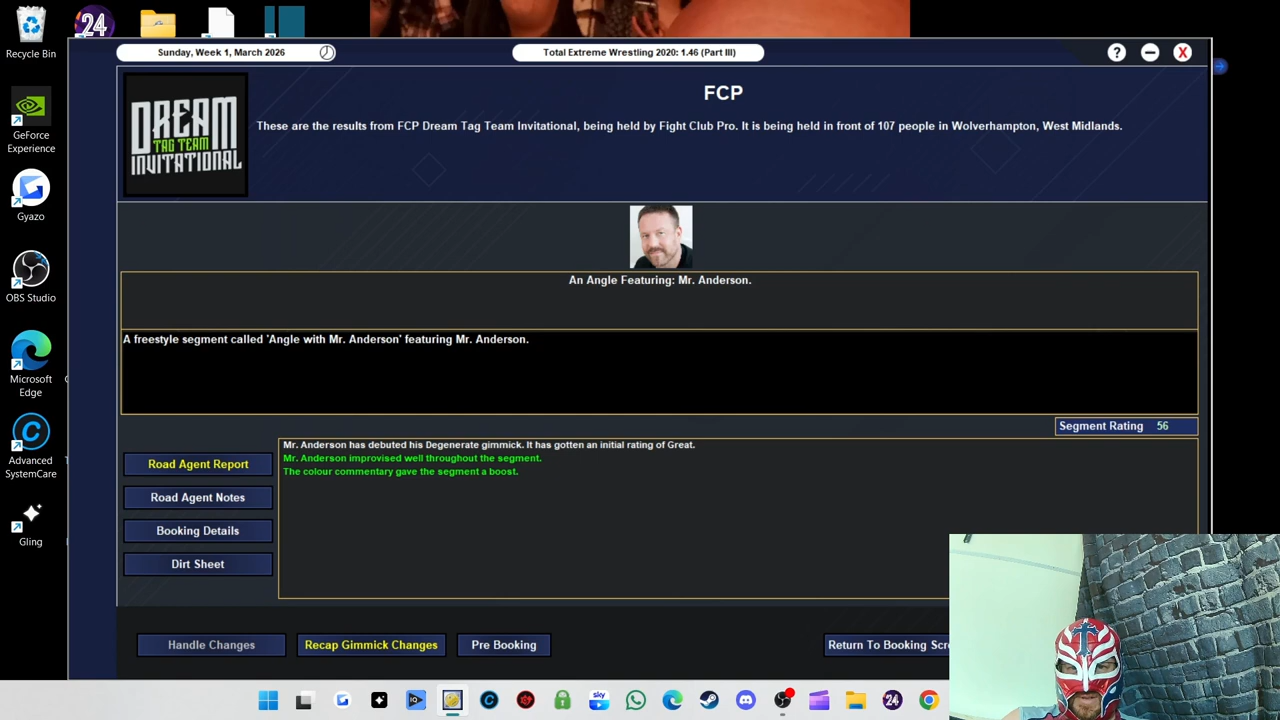 24
Recycle Bin
GeForce
Experience
Gyazo
OBS Studio
Microsoft
Edge
Advanced
SystemCare
Gling
Sunday, Week 1, March 2026
Total Extreme Wrestling 2020: 1.46 (Part III)
? X
DREAM
TAG TEAM
INVITATIONAL
FCP
These are the results from FCP Dream Tag Team Invitational, being held by Fight Club Pro. It is being held in front of 107 people in Wolverhampton, West Midlands.
An Angle Featuring: Mr. Anderson.
A freestyle segment called 'Angle with Mr. Anderson' featuring Mr. Anderson.
Segment Rating 56
Road Agent Report
Road Agent Notes
Booking Details
Dirt Sheet
Mr. Anderson has debuted his Degenerate gimmick. It has gotten an initial rating of Great.
Mr. Anderson improvised well throughout the segment.
The colour commentary gave the segment a boost.
Handle Changes
Recap Gimmick Changes
Pre Booking
Return To Booking Scre
sky
24